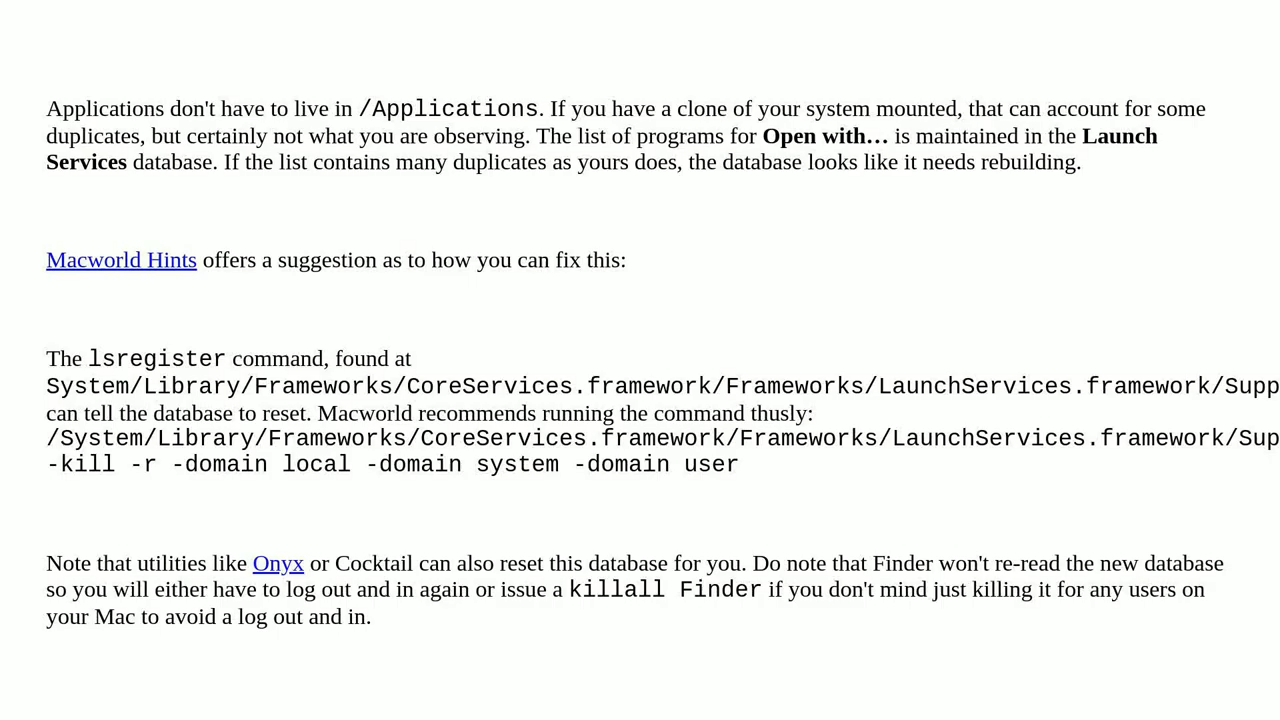 Applications don't have to live in /Applications. If you have a clone of your system mounted, that can account for some
duplicates, but certainly not what you are observing. The list of programs for Open with… is maintained in the Launch
Services database. If the list contains many duplicates as yours does, the database looks like it needs rebuilding.
Macworld Hints offers a suggestion as to how you can fix this:
The lsregister command, found at
System/Library/Frameworks/CoreServices.framework/Frameworks/LaunchServices.framework/Supp
can tell the database to reset. Macworld recommends running the command thusly:
/System/Library/Frameworks/CoreServices.framework/Frameworks/LaunchServices.framework/Sup
-kill -r -domain local -domain system -domain user
Note that utilities like Onyx or Cocktail can also reset this database for you. Do note that Finder won't re-read the new database
so you will either have to log out and in again or issue a killall Finder if you don't mind just killing it for any users on
your Mac to avoid a log out and in.